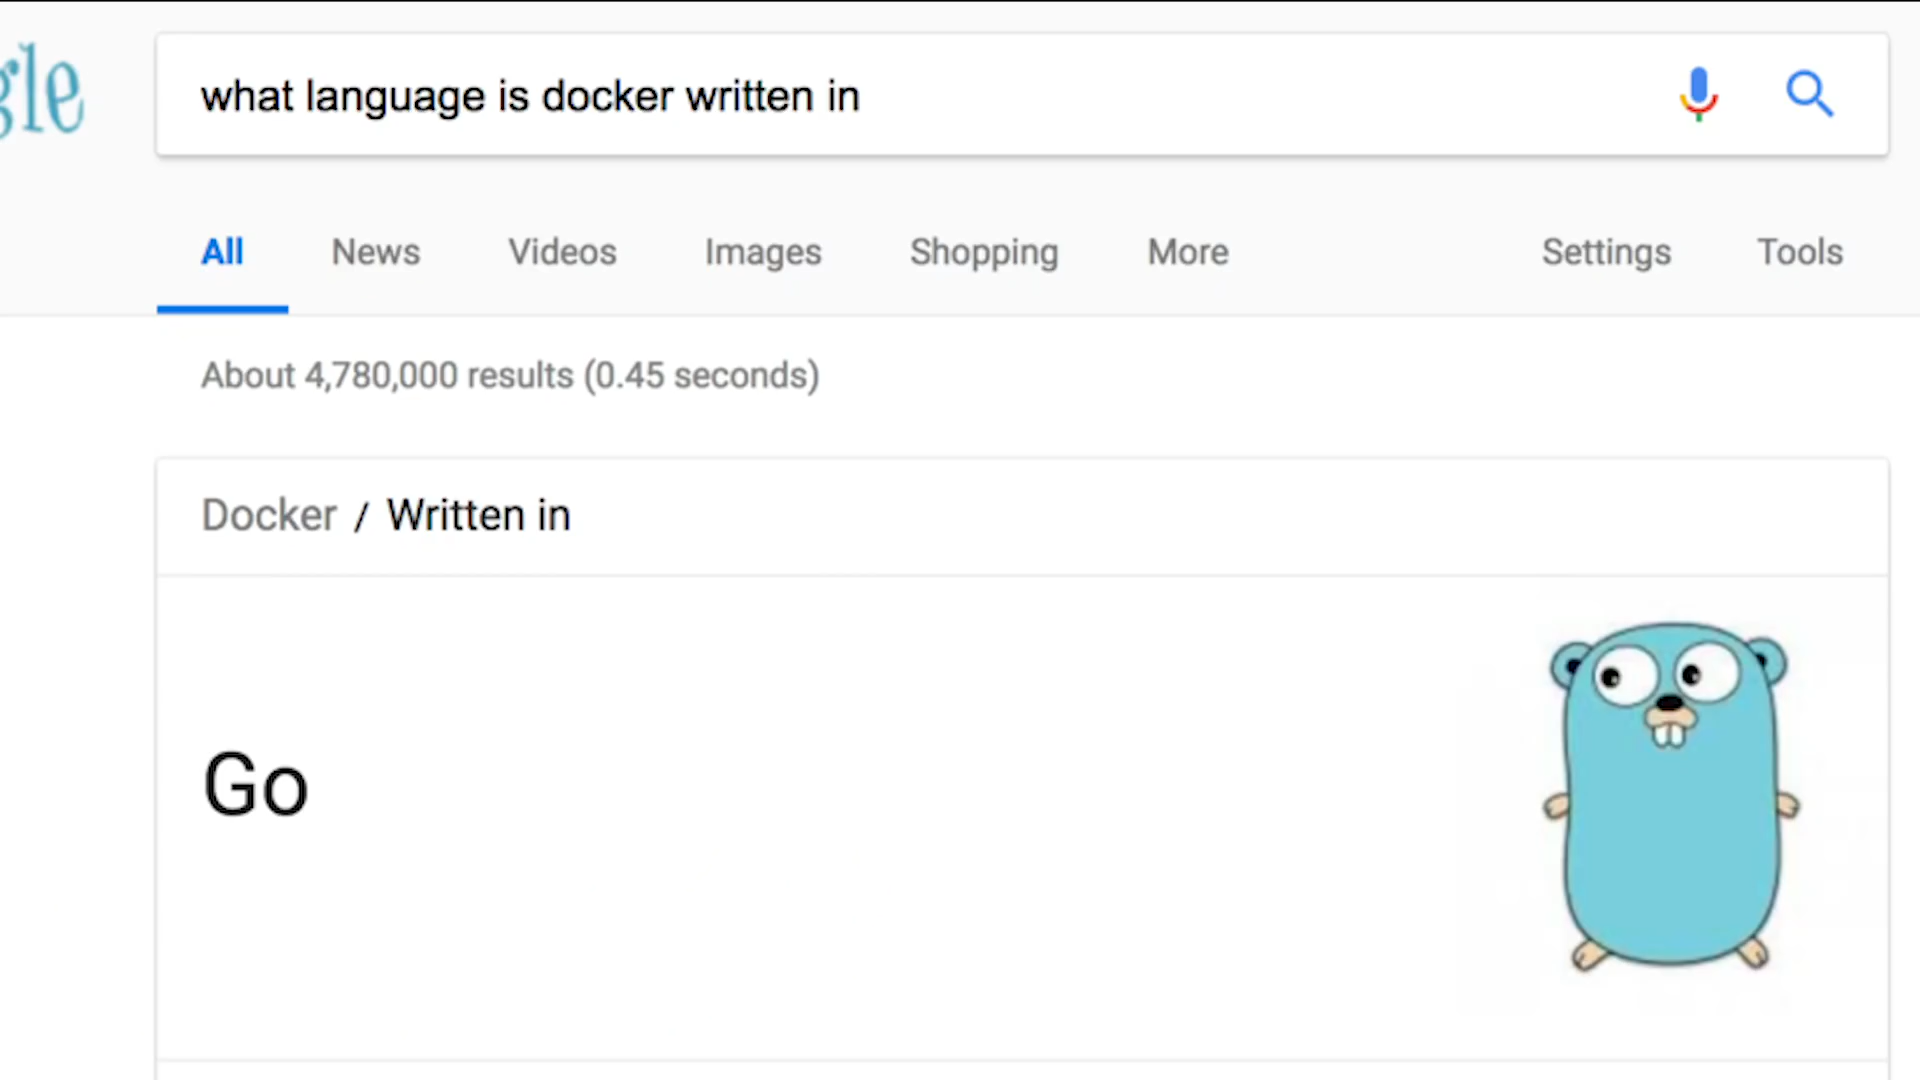 gle
what language is docker written in
All News Videos Images Shopping More Settings Tools
About 4,780,000 results (0.45 seconds)
Docker / Written in
Go